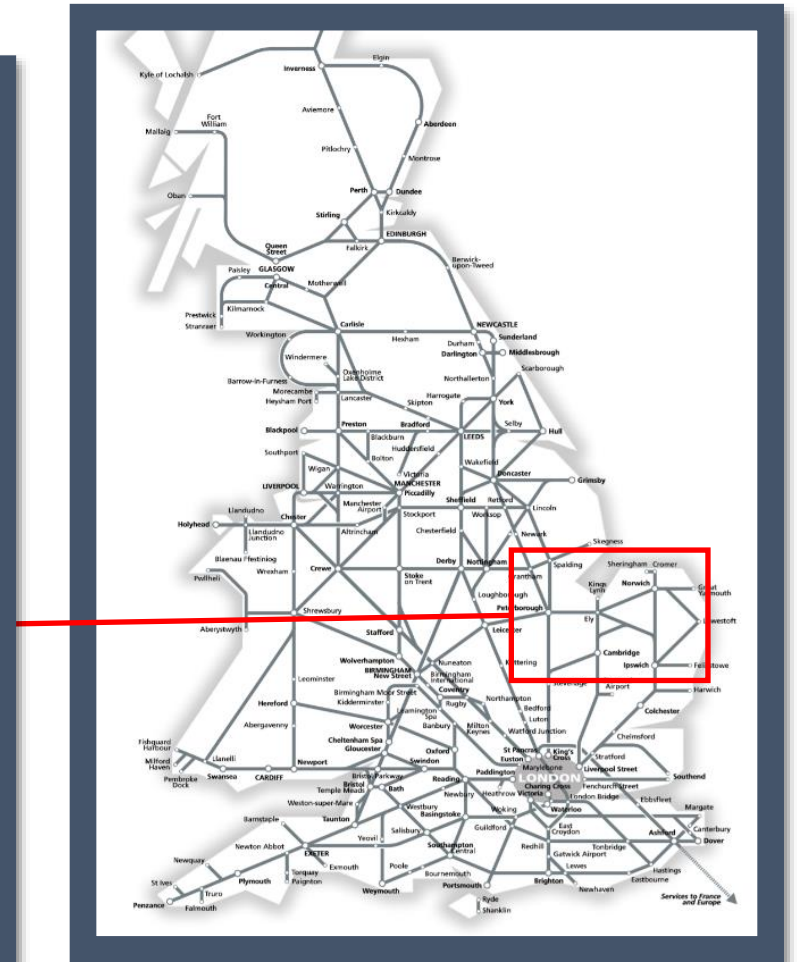 Elgin
Kyle of Lochalsh
Inverness
Aviemore
Fort
William
Mallaig
Aberdeen
Pitlochry
Montrose
Oban
Perth
Dundee
Stirling
Kirkcaldy
EDINBURGH
Queen
Street
Falkirk
Paisley
GLASGOW
Central
Motherwell
Berwick-
upon-Tweed
Prestwick
Kilmarnock
Stranraer
Carlisle
NEWCASTLE
Workington
Hexham
Sunderland
Durham
Windermere
Darlington
Middlesbrough
Oxenholme
Lake District
Scarborough
Barrow-in-Furness
Northallerton
Morecambe
Heysham Port
Lancaster
Harrogate
York
Skipton
Blackpool
Preston
Bradford
Selby
Blackburn
LEEDS
Hull
Southport
Huddersfield
Bolton
Wigan
Victoria
Wakefield
Doncaster
LIVERPOOL
Warrington
MANCHESTER
Piccadilly
Grimsby
Manchester
Airport
Sheffield
Retford
Llandudno
Chester
Stockport
Worksop
Lincoln
Holyhead
Llandudno
Junction
Altrincham
Chesterfield
Newark
Skegness
Blaenau Ffestiniog
Pwllheli
Wrexham
Crewe
Stoke
on Trent
Derby
Nottingham
Grantham
Spalding
Sheringham
Cromer
Kings
Lynn
Norwich
Great
Yarmouth
Loughborough
Peterborough
Ely
Lowestoft
Aberystwyth
Shrewsbury
Stafford
Leicester
Cambridge
Ipswich
Felixstowe
Wolverhampton
BIRMINGHAM
New Street
Nuneaton
Birmingham
International
Kettering
Stevenage
Airport
Harwich
Leominster
Birmingham Moor Street
Kidderminster
Coventry
Rugby
Northampton
Hereford
Leamington
Spa
Bedford
Colchester
Abergavenny
Worcester
Banbury
Milton
Keynes
Luton
Watford Junction
Chelmsford
Fishguard
Harbour
Cheltenham Spa
Gloucester
Oxford
St Pancras
Euston
King's
Cross
Stratford
Milford
Haven
Llanelli
Newport
Swindon
Marylebone
Liverpool Street
Pembroke
Dock
Swansea
CARDIFF
Bristol Parkway
Bristol
Temple Meads
Bath
Reading
Paddington
LONDON
Charing Cross
Fenchurch Street
Southend
Weston-super-Mare
Newbury
Heathrow
Victoria
London Bridge
Ebbsfleet
Westbury
Basingstoke
Woking
Waterloo
Margate
Barnstaple
Taunton
Salisbury
Guildford
East
Croydon
Ashford
Canterbury
Dover
Newton Abbot
Yeovil
Southampton
Central
Redhill
Tonbridge
EXETER
Gatwick Airport
Newquay
Exmouth
Poole
Lewes
Hastings
St Ives
Plymouth
Torquay
Paignton
Bournemouth
Portsmouth
Brighton
Eastbourne
Truro
Weymouth
Newhaven
Penzance
Falmouth
Ryde
Shanklin
Services to France
and Europe